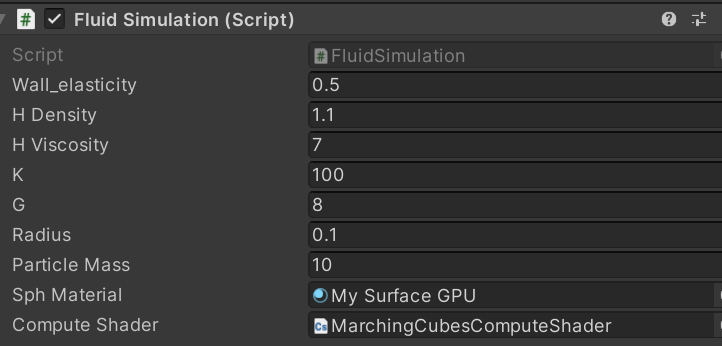 Fluid Simulation (Script)
Script FluidSimulation
Wall_elasticity 0.5
H Density 1.1
H Viscosity 7
K 100
G 8
Radius 0.1
Particle Mass 10
Sph Material My Surface GPU
Compute Shader MarchingCubesComputeShader